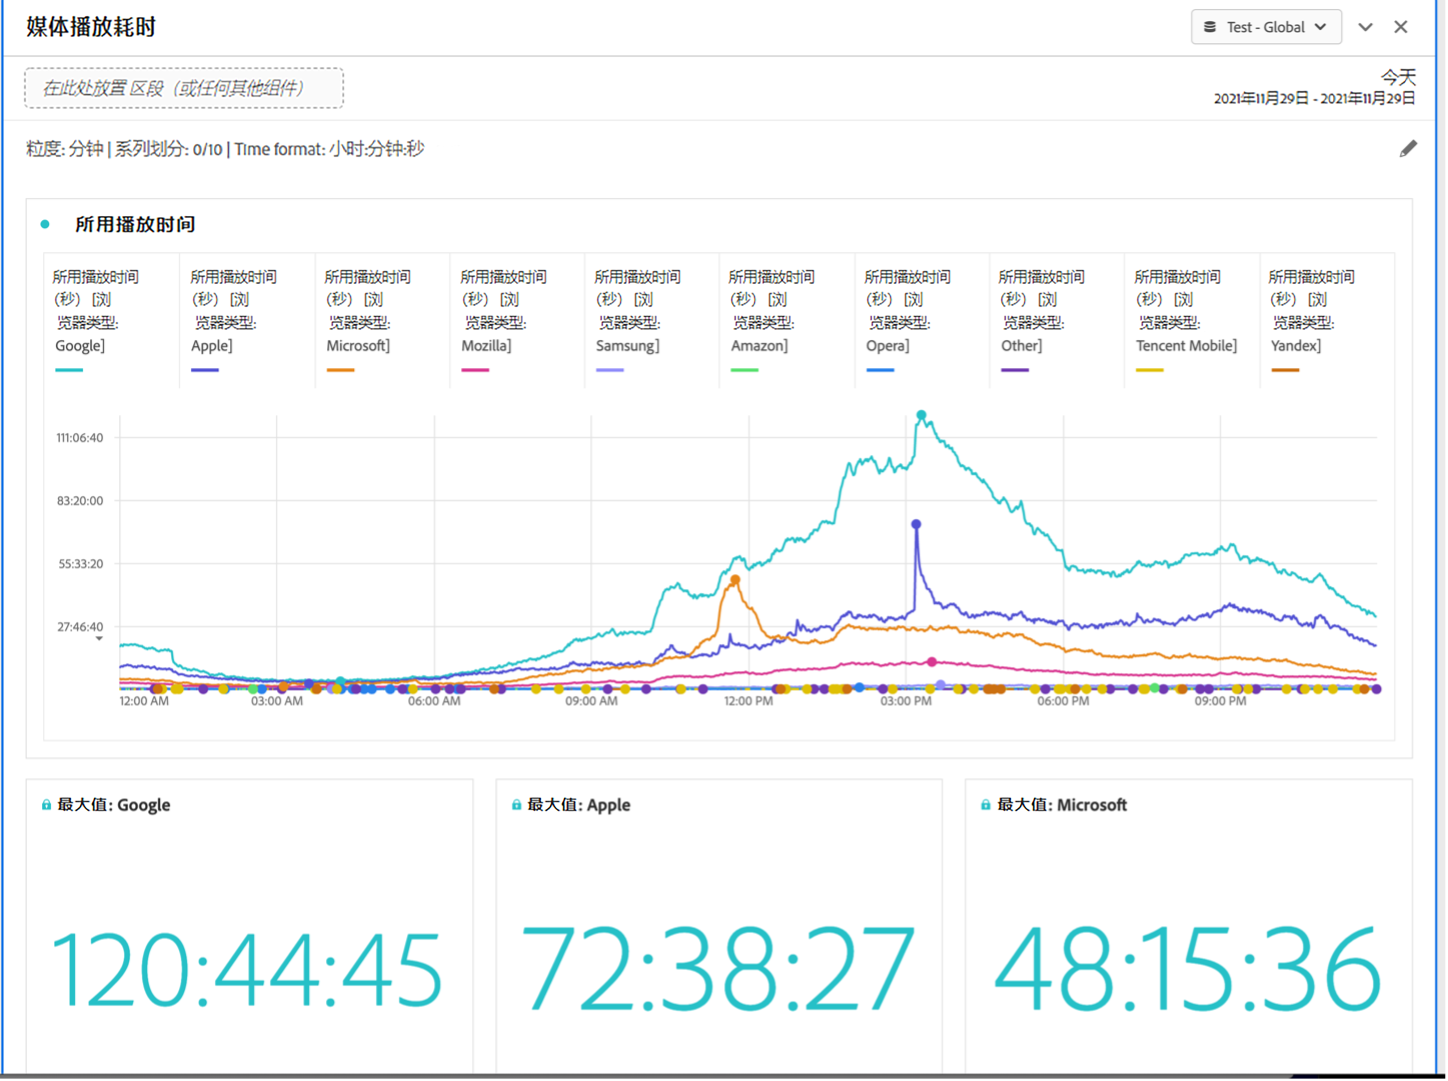 媒体播放耗时
Test - Global
在此处放置 区段（或任何其他组件）
今天
2021年11月29日 - 2021年11月29日
粒度: 分钟 | 系列划分: 0/10 | Time format: 小时:分钟:秒
所用播放时间
所用播放时间
(秒) [浏
览器类型:
Google]
所用播放时间
(秒) [浏
览器类型:
Apple]
所用播放时间
(秒) [浏
览器类型:
Microsoft]
所用播放时间
(秒) [浏
览器类型:
Mozilla]
所用播放时间
(秒) [浏
览器类型:
Samsung]
所用播放时间
(秒) [浏
览器类型:
Amazon]
所用播放时间
(秒) [浏
览器类型:
Opera]
所用播放时间
(秒) [浏
览器类型:
Other]
所用播放时间
(秒) [浏
览器类型:
Tencent Mobile]
所用播放时间
(秒) [浏
览器类型:
Yandex]
111:06:40
83:20:00
55:33:20
27:46:40
12:00 AM
03:00 AM
06:00 AM
09:00 AM
12:00 PM
03:00 PM
06:00 PM
09:00 PM
最大值: Google
120:44:45
最大值: Apple
72:38:27
最大值: Microsoft
48:15:36